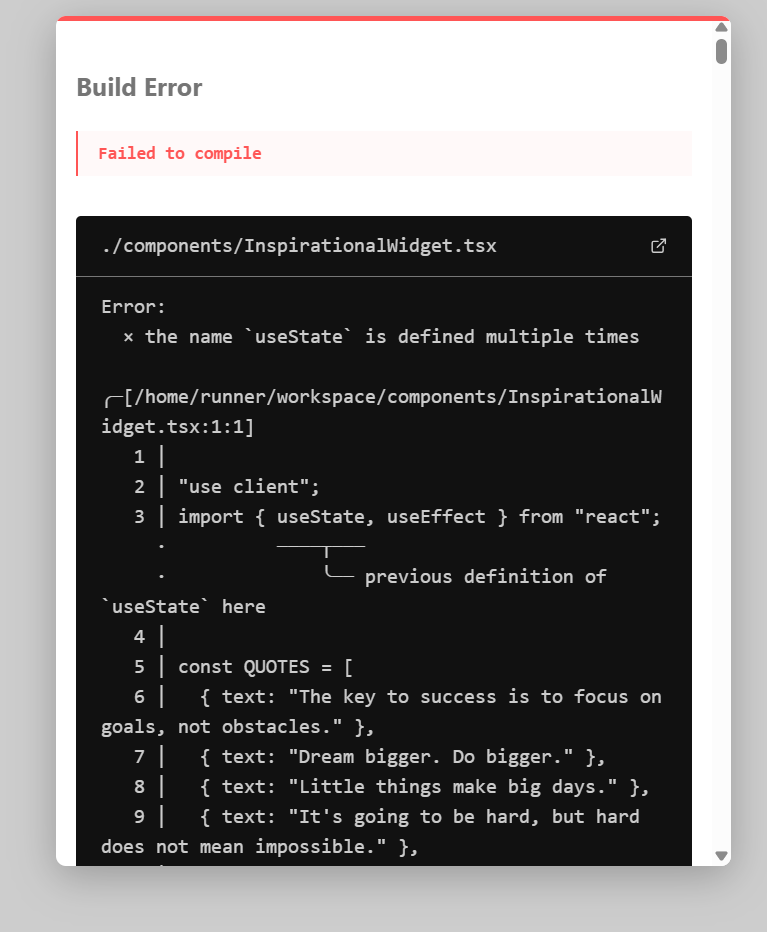 Build Error
Failed to compile
./components/InspirationalWidget.tsx
Error:
  × the name `useState` is defined multiple times
╭─[/home/runner/workspace/components/InspirationalW
idget.tsx:1:1]
   1 │
   2 │ "use client";
   3 │ import { useState, useEffect } from "react";
     ·          ────┬───
     ·              ╰── previous definition of
`useState` here
   4 │
   5 │ const QUOTES = [
   6 │   { text: "The key to success is to focus on
goals, not obstacles." },
   7 │   { text: "Dream bigger. Do bigger." },
   8 │   { text: "Little things make big days." },
   9 │   { text: "It's going to be hard, but hard
does not mean impossible." },